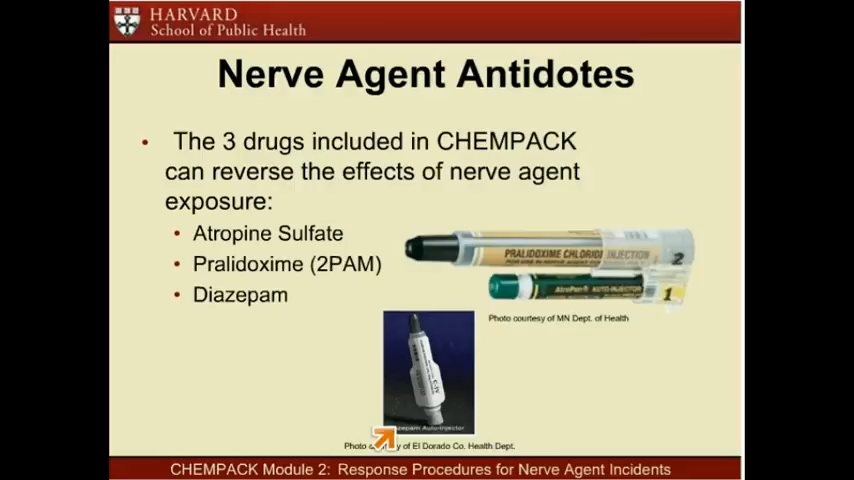 HARVARD
School of Public Health
Nerve Agent Antidotes
• The 3 drugs included in CHEMPACK
can reverse the effects of nerve agent
exposure:
• Atropine Sulfate
• Pralidoxime (2PAM)
• Diazepam
PRALIDOXIME CHLORIDE INJECTION
2
AtroPen® AUTO-INJECTOR
1
Photo courtesy of MN Dept. of Health
C-IV
Auto-Injector
Photo of El Dorado Co. Health Dept.
CHEMPACK Module 2: Response Procedures for Nerve Agent Incidents